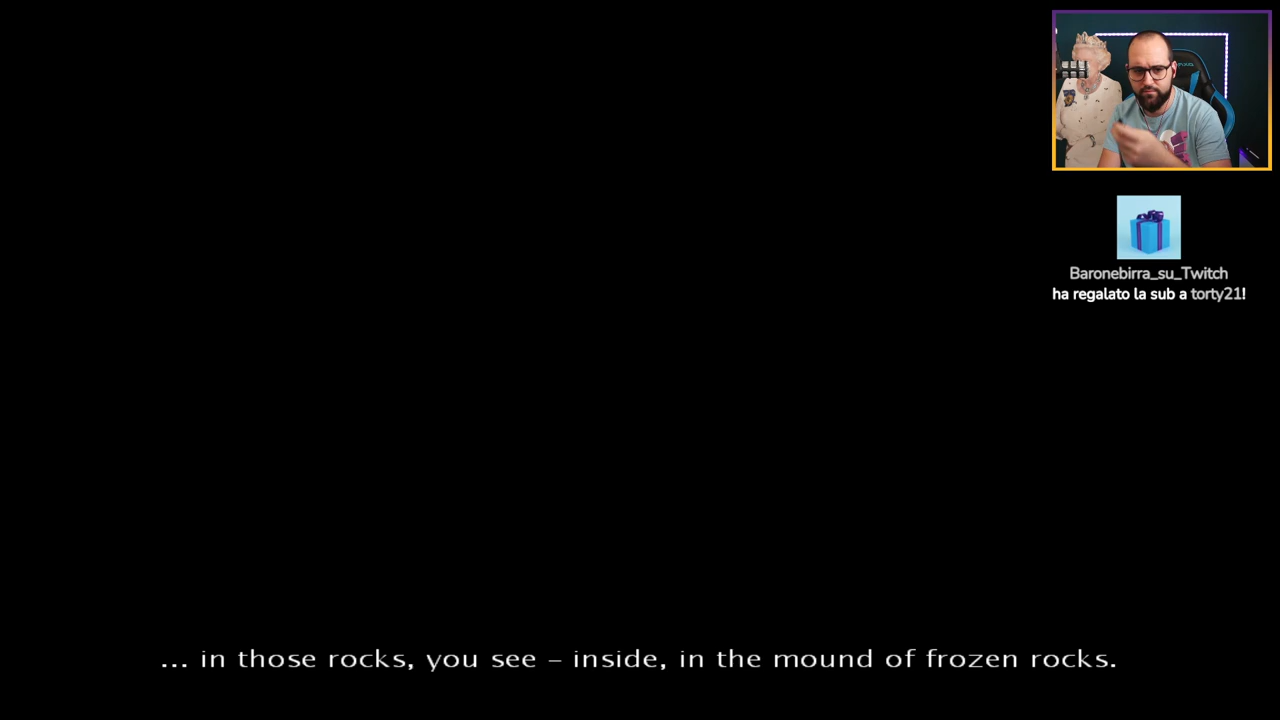 Baronebirra_su_Twitch
ha regalato la sub a torty21!
... in those rocks, you see – inside, in the mound of frozen rocks.